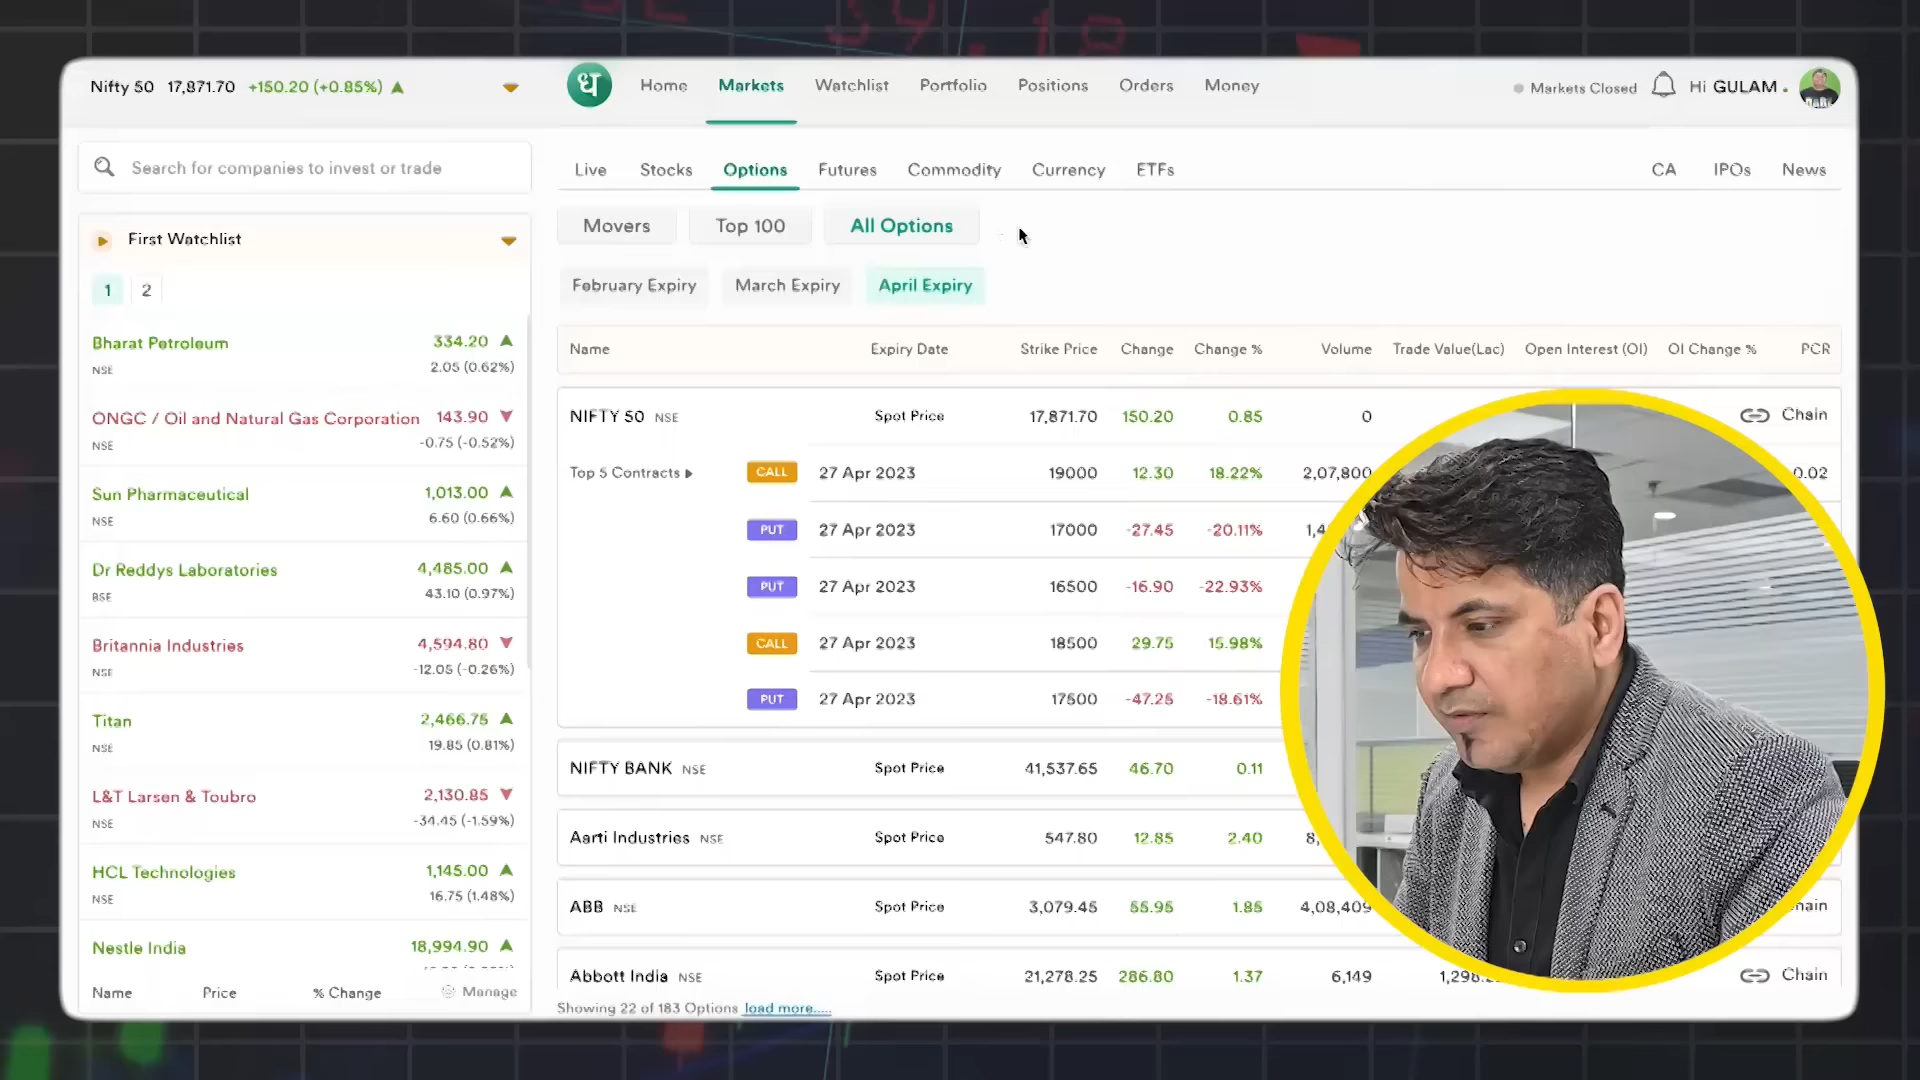 Nifty 50 17,871.70 +150.20 (+0.85%)
ध Home Markets Watchlist Portfolio Positions Orders Money
Markets Closed Hi GULAM
Search for companies to invest or trade
Live Stocks Options Futures Commodity Currency ETFs CA IPOs News
Movers Top 100 All Options
First Watchlist
1 2
February Expiry March Expiry April Expiry
Bharat Petroleum 334.20
NSE 2.05 (0.62%)
ONGC / Oil and Natural Gas Corporation 143.90
NSE -0.75 (-0.52%)
Sun Pharmaceutical 1,013.00
NSE 6.60 (0.66%)
Dr Reddys Laboratories 4,485.00
BSE 43.10 (0.97%)
Britannia Industries 4,594.80
NSE -12.05 (-0.26%)
Titan 2,466.75
NSE 19.85 (0.81%)
L&T Larsen & Toubro 2,130.85
NSE -34.45 (-1.59%)
HCL Technologies 1,145.00
NSE 16.75 (1.48%)
Nestle India 18,994.90
Name Price % Change Manage
Name Expiry Date Strike Price Change Change % Volume Trade Value(Lac) Open Interest (OI) OI Change % PCR
NIFTY 50 NSE Spot Price 17,871.70 150.20 0.85 0 Chain
Top 5 Contracts CALL 27 Apr 2023 19000 12.30 18.22% 2,07,800 0.02
PUT 27 Apr 2023 17000 -27.45 -20.11%
PUT 27 Apr 2023 16500 -16.90 -22.93%
CALL 27 Apr 2023 18500 29.75 15.98%
PUT 27 Apr 2023 17500 -47.25 -18.61%
NIFTY BANK NSE Spot Price 41,537.65 46.70 0.11
Aarti Industries NSE Spot Price 547.80 12.85 2.40
ABB NSE Spot Price 3,079.45 55.95 1.85 4,08,409
Abbott India NSE Spot Price 21,278.25 286.80 1.37 6,149 Chain
Showing 22 of 183 Options load more.....